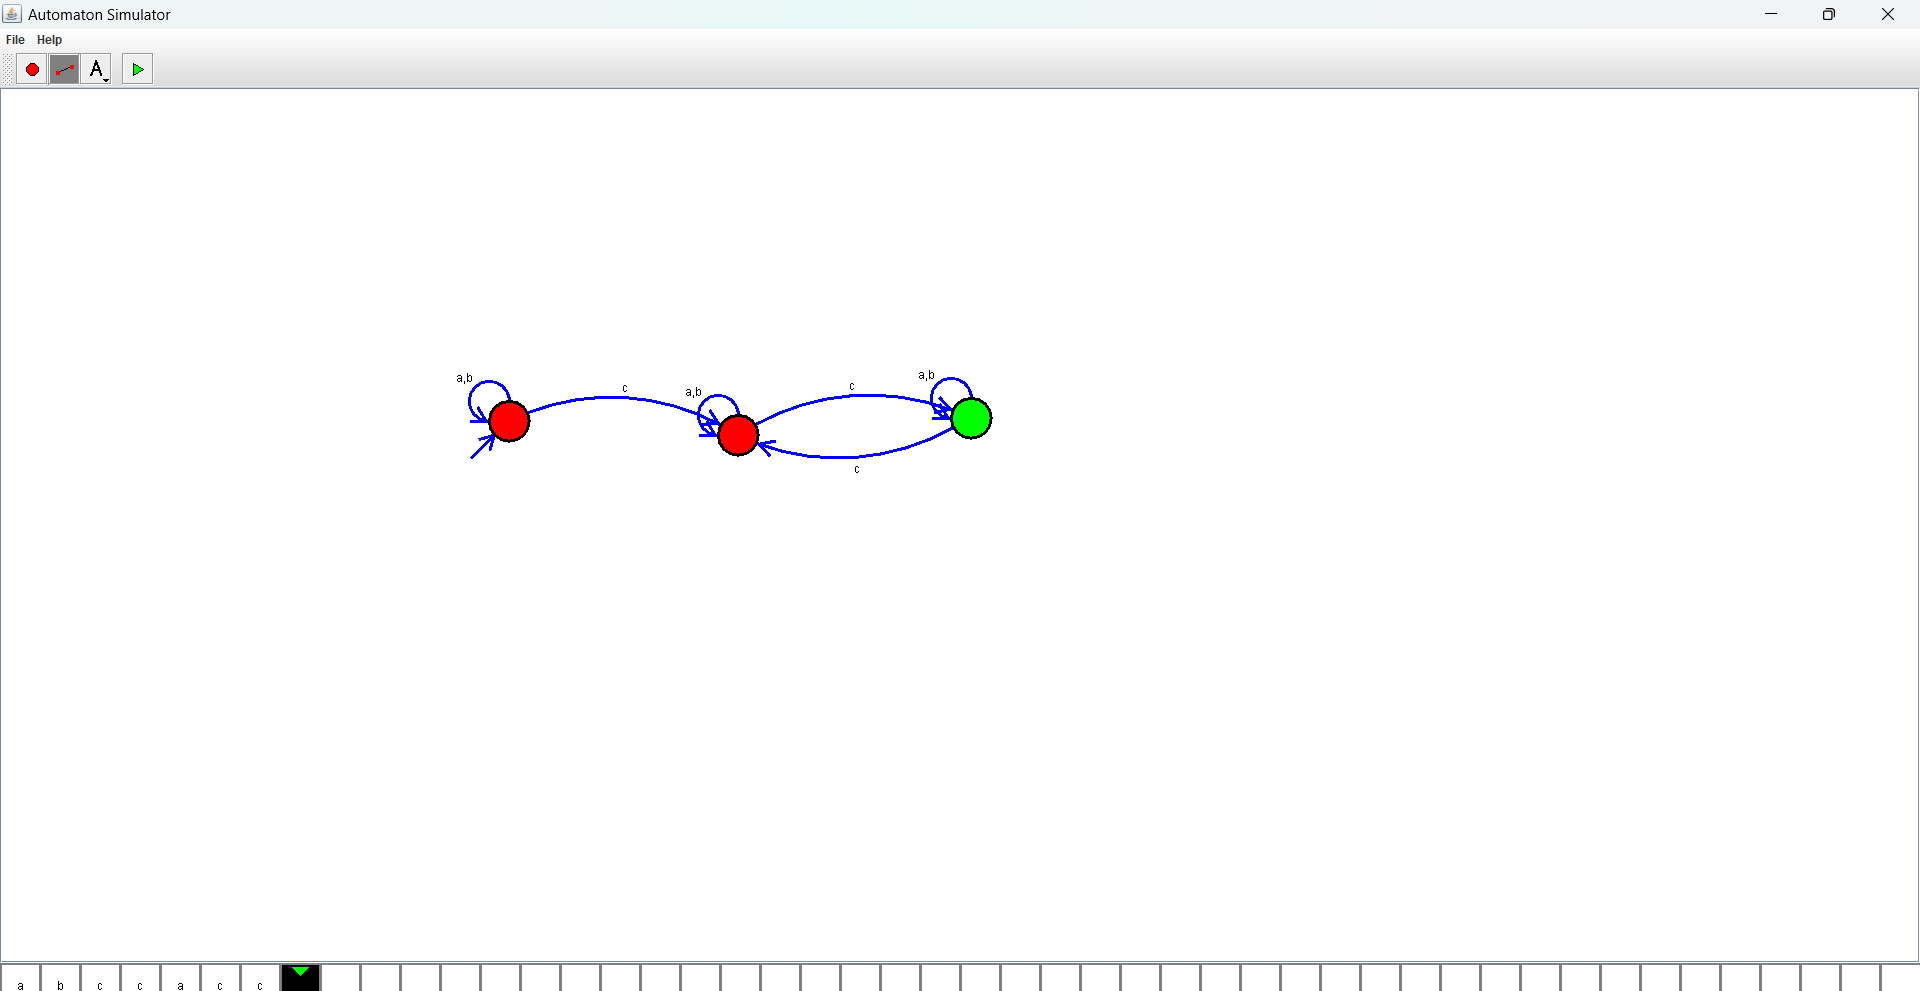 Automaton Simulator
File Help
A
a,b c a,b c a,b
c
a b c c a c c